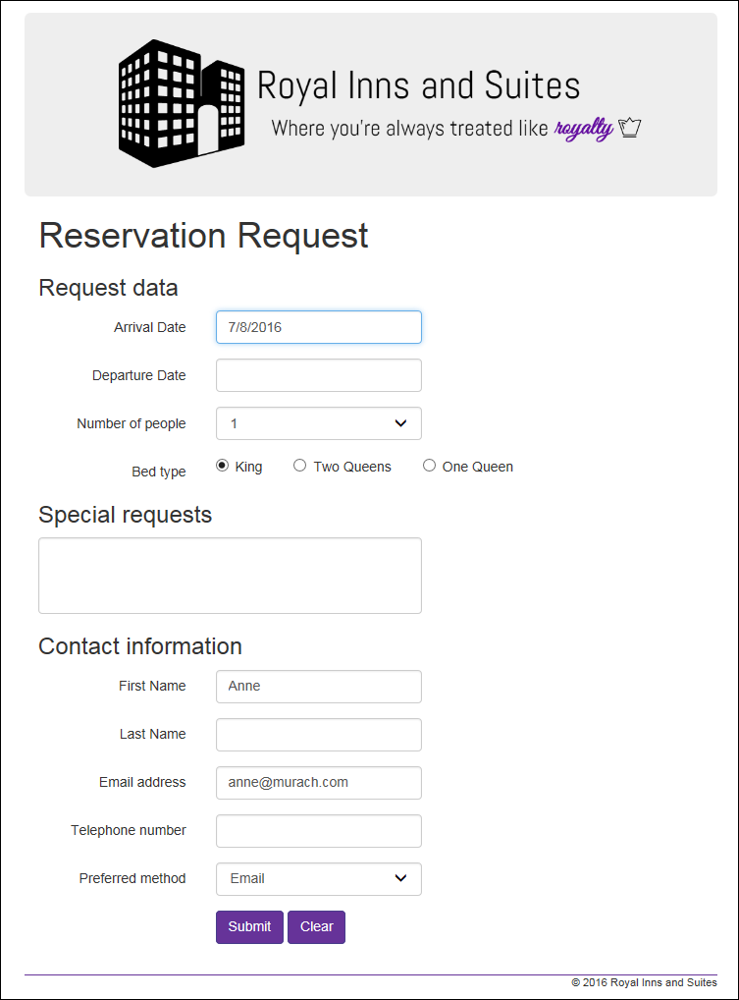 Royal Inns and Suites
Where you're always treated like royalty
Reservation Request
Request data
Arrival Date 7/8/2016
Departure Date
Number of people 1
Bed type King Two Queens One Queen
Special requests
Contact information
First Name Anne
Last Name
Email address anne@murach.com
Telephone number
Preferred method Email
Submit Clear
© 2016 Royal Inns and Suites